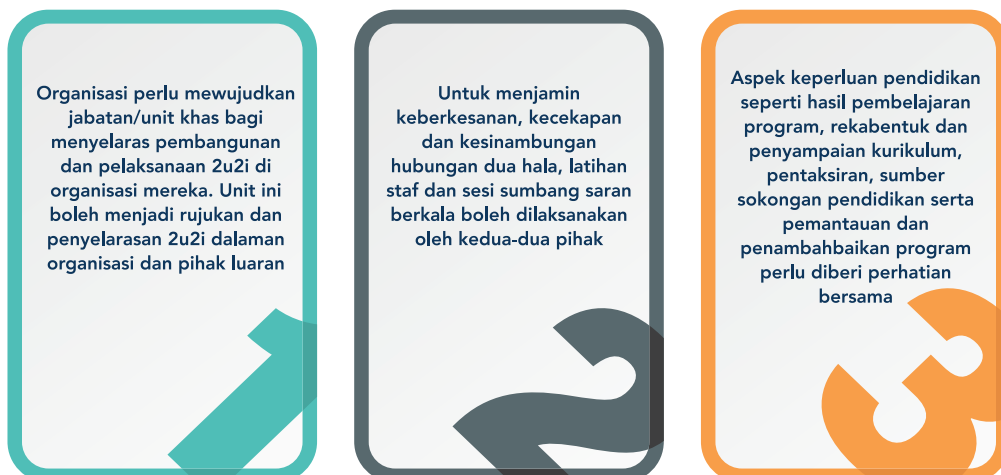 Organisasi perlu mewujudkan
jabatan/unit khas bagi
menyelaras pembangunan
dan pelaksanaan 2u2i di
organisasi mereka. Unit ini
boleh menjadi rujukan dan
penyelarasan 2u2i dalaman
organisasi dan pihak luaran
1
Untuk menjamin
keberkesanan, kecekapan
dan kesinambungan
hubungan dua hala, latihan
staf dan sesi sumbang saran
berkala boleh dilaksanakan
oleh kedua-dua pihak
2
Aspek keperluan pendidikan
seperti hasil pembelajaran
program, rekabentuk dan
penyampaian kurikulum,
pentaksiran, sumber
sokongan pendidikan serta
pemantauan dan
penambahbaikan program
perlu diberi perhatian
bersama
3